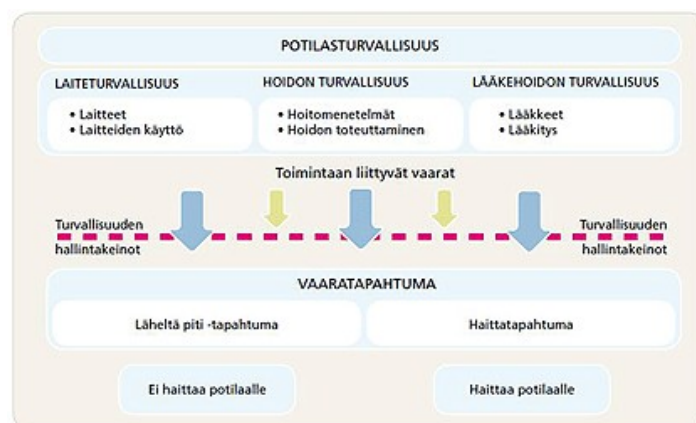 POTILASTURVALLISUUS
LAITETURVALLISUUS
• Laitteet
• Laitteiden käyttö
HOIDON TURVALLISUUS
• Hoitomenetelmät
• Hoidon toteuttaminen
LÄÄKEHOIDON TURVALLISUUS
• Lääkkeet
• Lääkitys
Toimintaan liittyvät vaarat
Turvallisuuden
hallintakeinot
Turvallisuuden
hallintakeinot
VAARATAPAHTUMA
Läheltä piti -tapahtuma
Haittatapahtuma
Ei haittaa potilaalle
Haittaa potilaalle